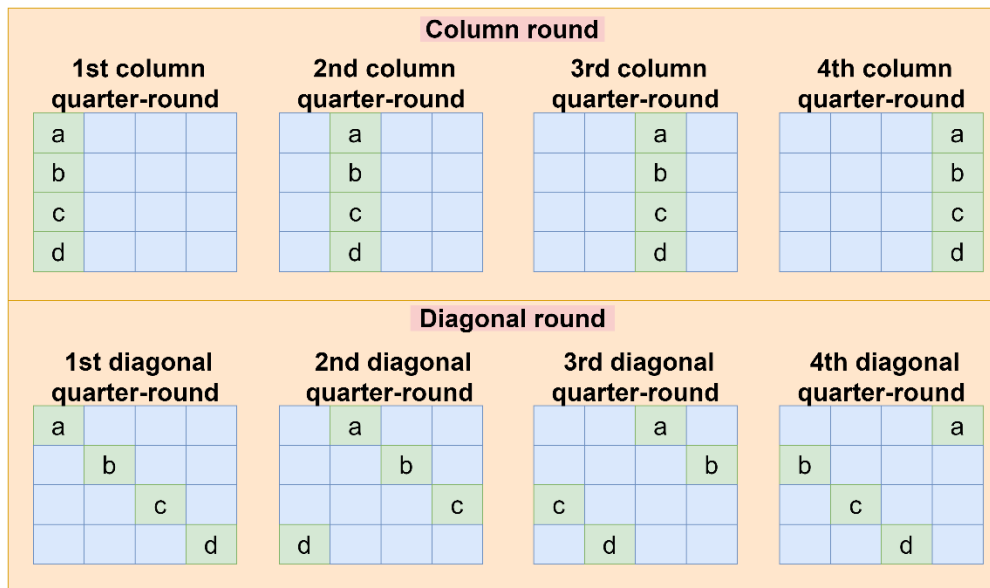 Column round
1st column
quarter-round
2nd column
quarter-round
3rd column
quarter-round
4th column
quarter-round
a
a
a
a
b
b
b
b
c
c
c
c
d
d
d
d
Diagonal round
1st diagonal
quarter-round
2nd diagonal
quarter-round
3rd diagonal
quarter-round
4th diagonal
quarter-round
a
a
a
a
b
b
b
b
c
c
c
c
d
d
d
d